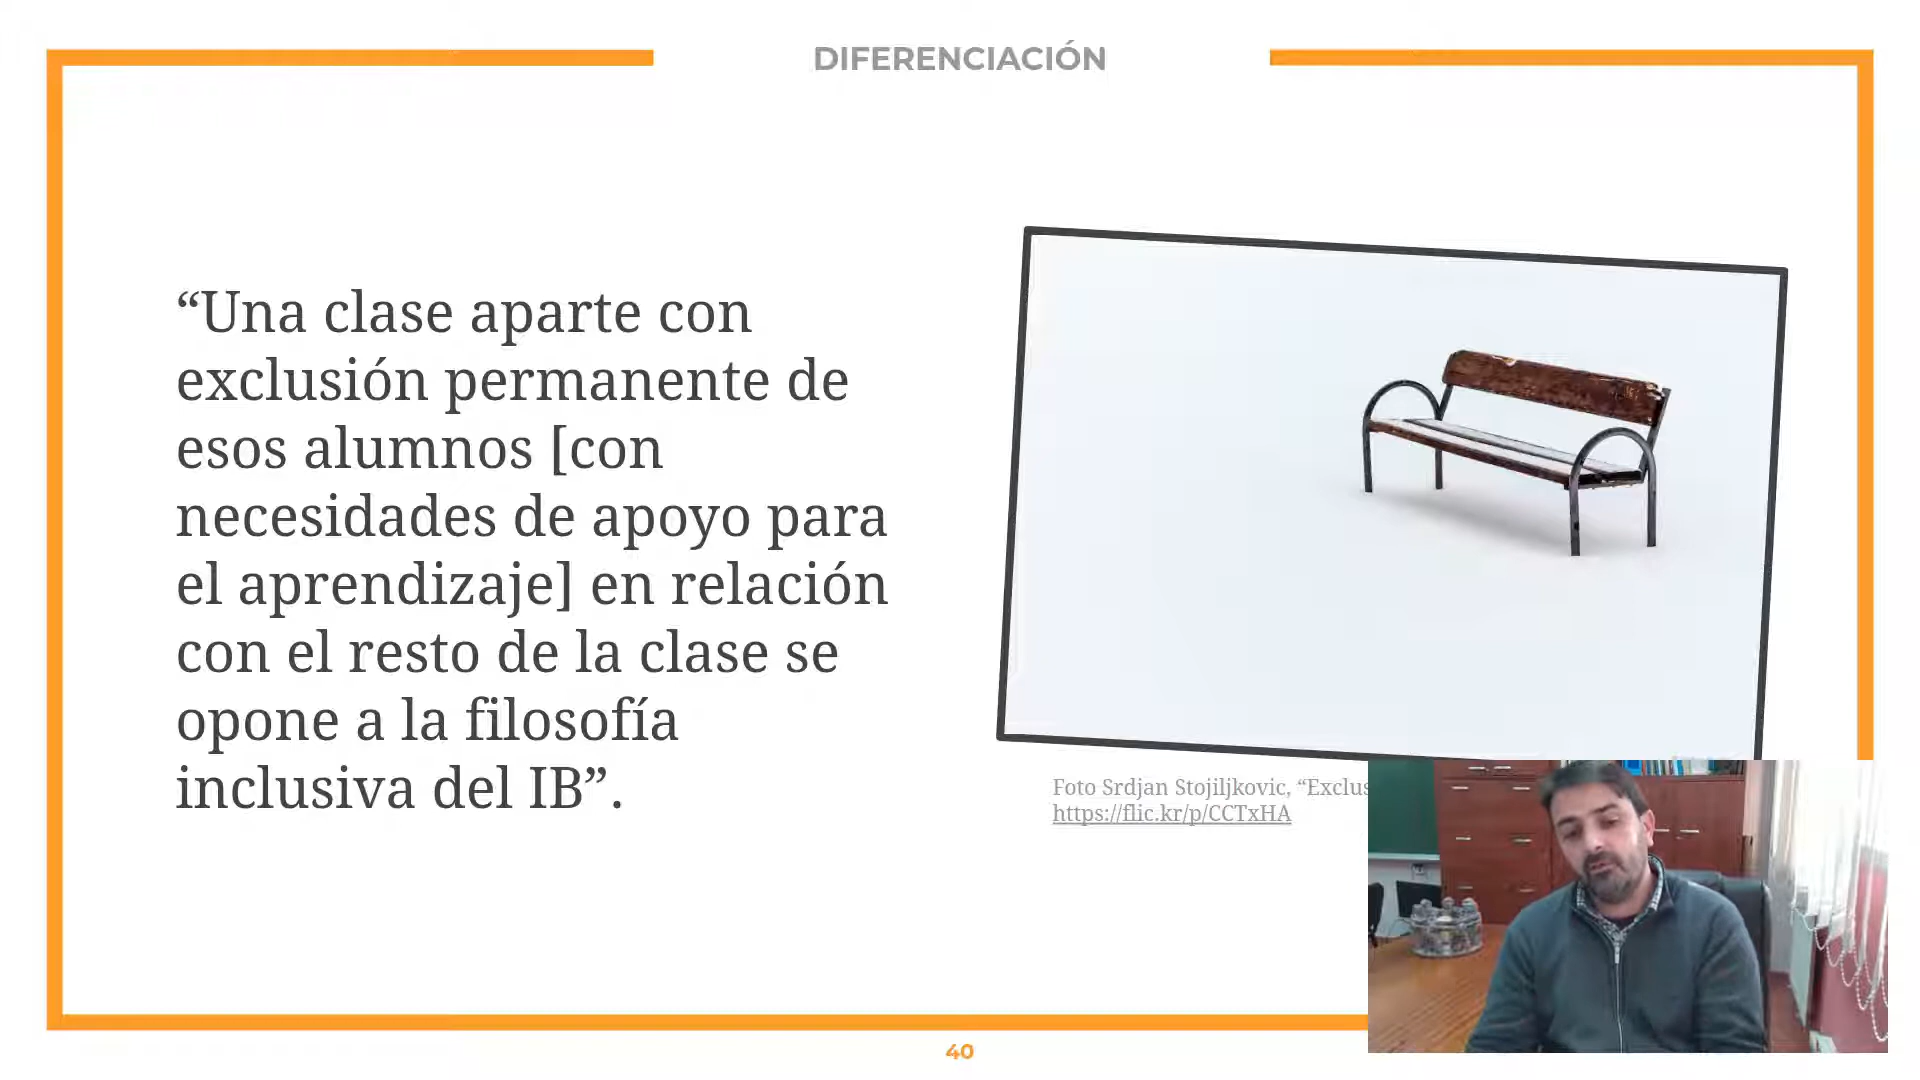 DIFERENCIACIÓN
“Una clase aparte con
exclusión permanente de
esos alumnos [con
necesidades de apoyo para
el aprendizaje] en relación
con el resto de la clase se
opone a la filosofía
inclusiva del IB”.
Foto Srdjan Stojiljkovic,
https://flic.kr/p/CCTxHA
40